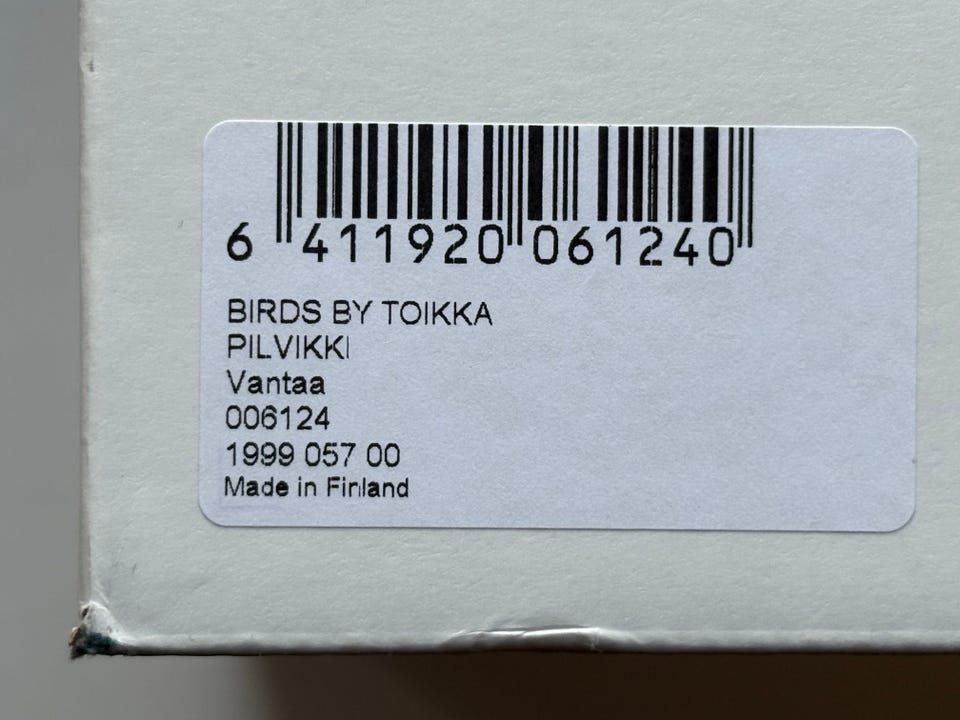 6 411920 061240
BIRDS BY TOIKKA
PILVIKKI
Vantaa
006124
1999 057 00
Made in Finland